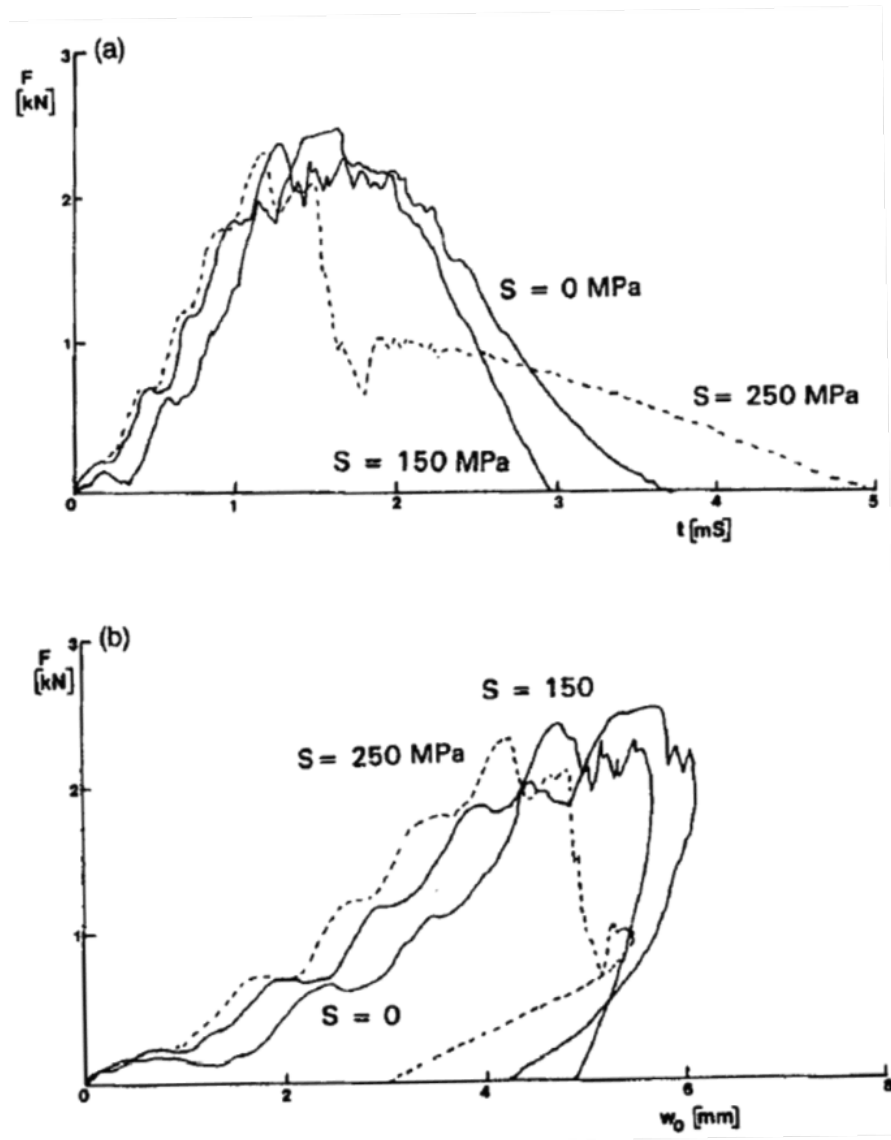 (a)
F
[kN]
3
2
1
S = 0 MPa
S = 250 MPa
S = 150 MPa
0 1 2 3 4 5
t [mS]
(b)
F
[kN]
3
2
1
S = 150
S = 250 MPa
S = 0
0 2 4 6 8
w₀ [mm]